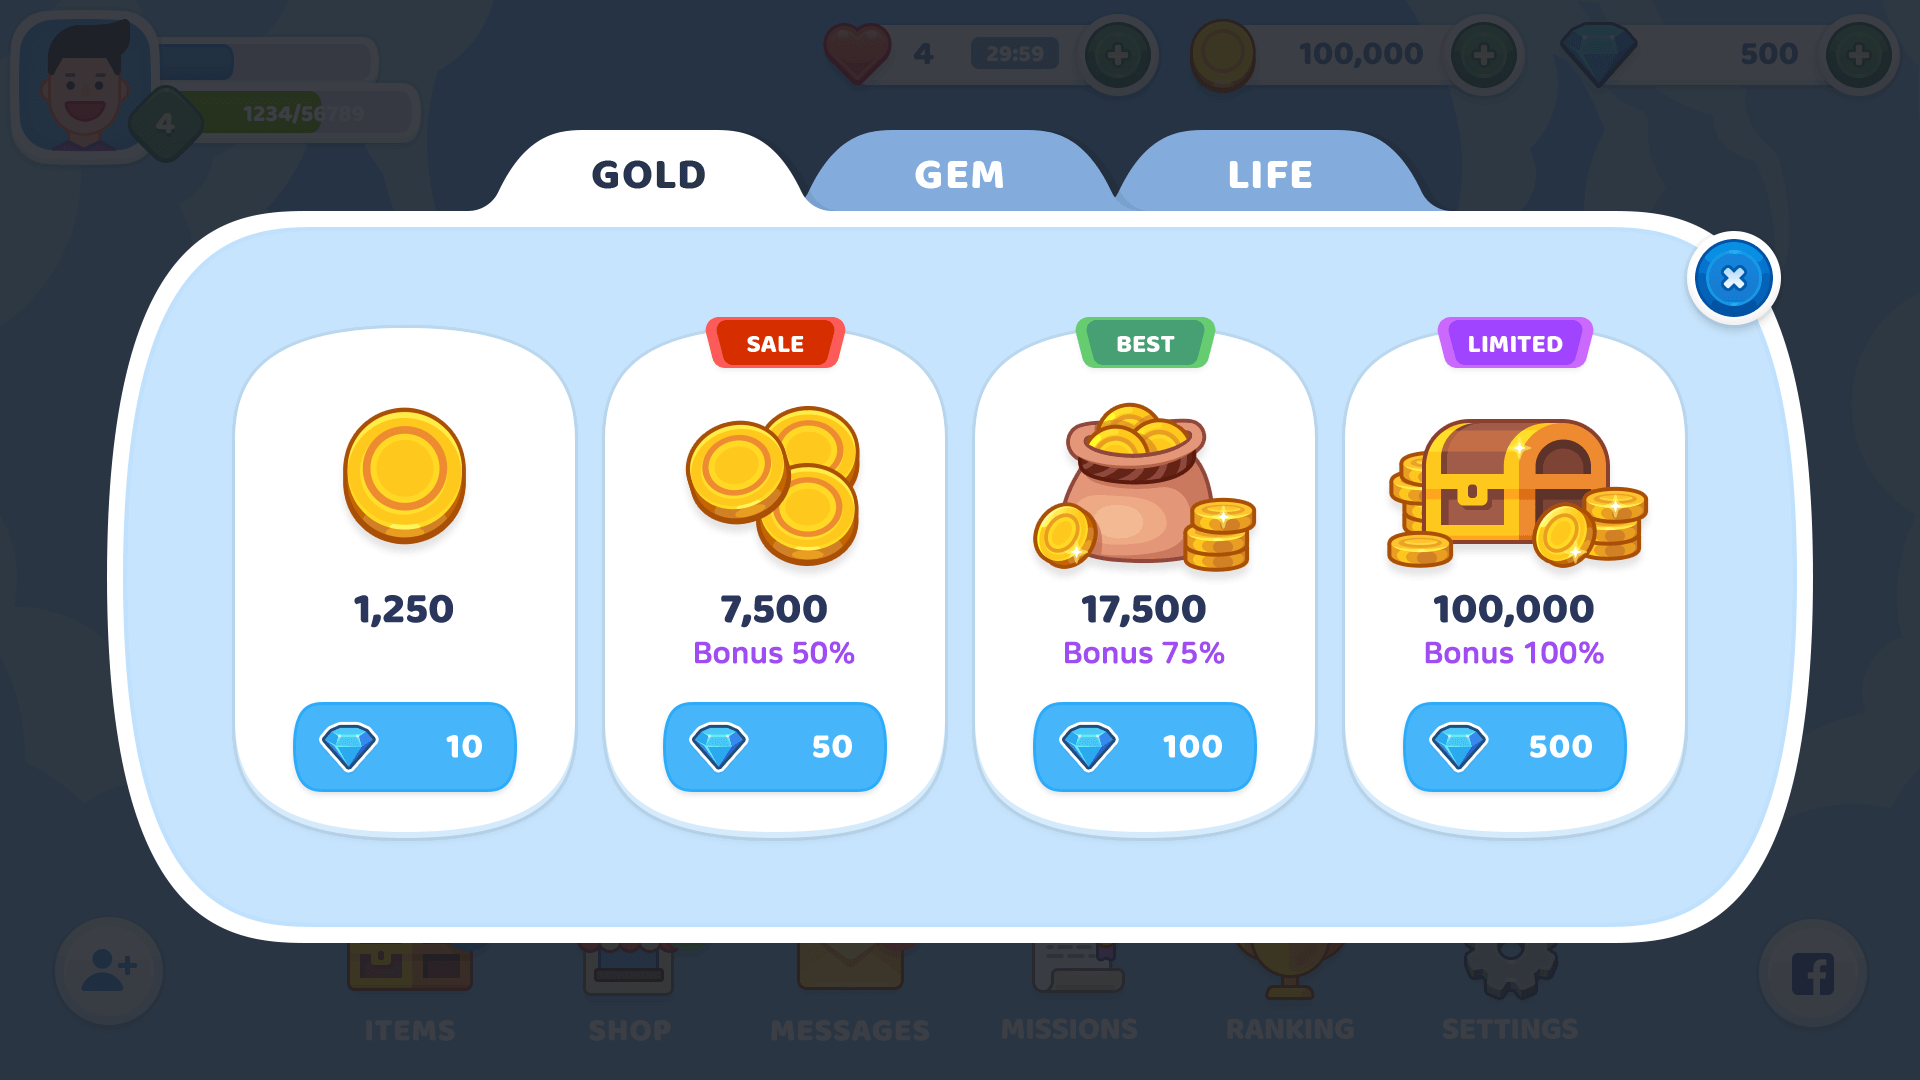 4
29:59
100,000
500
4
1234/56789
GOLD
GEM
LIFE
SALE
BEST
LIMITED
1,250
7,500
17,500
100,000
Bonus 50%
Bonus 75%
Bonus 100%
10
50
100
500
ITEMS
SHOP
MESSAGES
MISSIONS
RANKING
SETTINGS